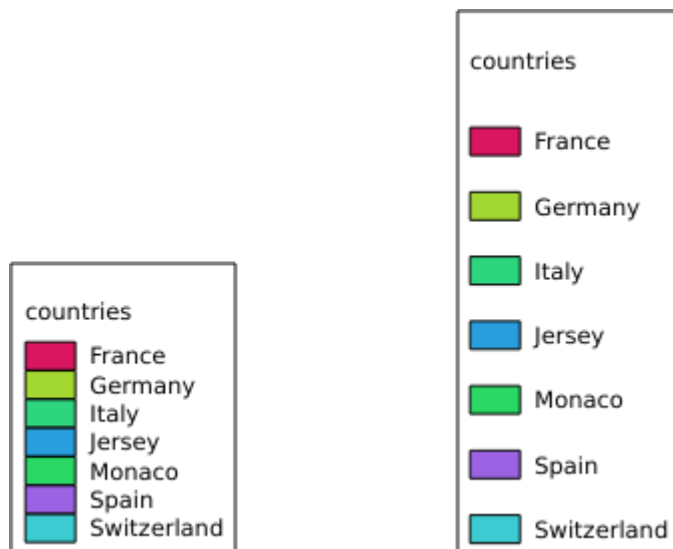 countries
France
Germany
Italy
Jersey
Monaco
Spain
Switzerland
countries
France
Germany
Italy
Jersey
Monaco
Spain
Switzerland